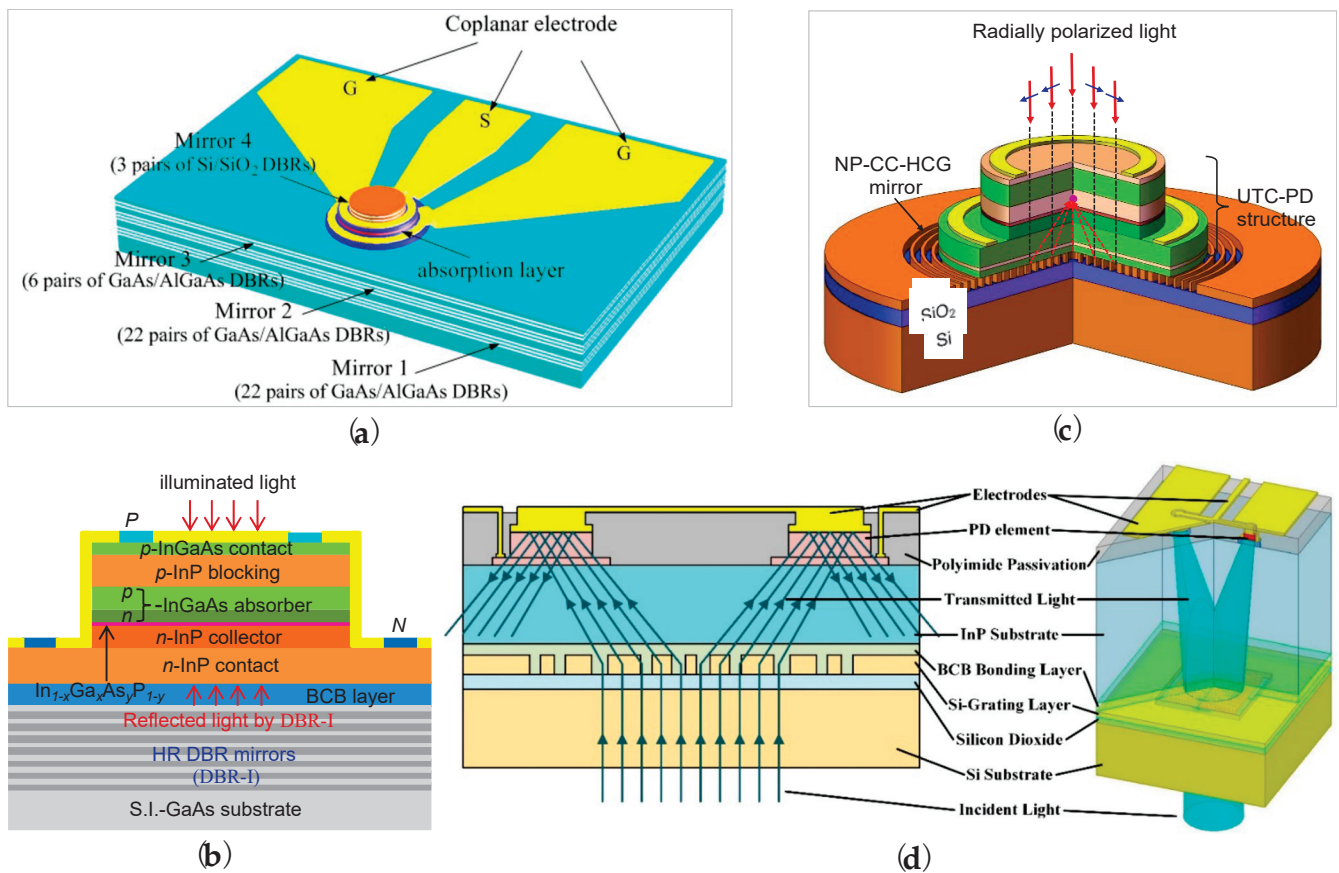 Coplanar electrode
G
S
G
Mirror 4
(3 pairs of Si/SiO2 DBRs)
absorption layer
Mirror 3
(6 pairs of GaAs/AlGaAs DBRs)
Mirror 2
(22 pairs of GaAs/AlGaAs DBRs)
Mirror 1
(22 pairs of GaAs/AlGaAs DBRs)
(a)
Radially polarized light
NP-CC-HCG
mirror
UTC-PD
structure
SiO2
Si
(c)
illuminated light
P
p-InGaAs contact
p-InP blocking
p
n
-InGaAs absorber
n-InP collector
N
n-InP contact
In1-xGaxAsyP1-y
BCB layer
Reflected light by DBR-I
HR DBR mirrors
(DBR-I)
S.I.-GaAs substrate
(b)
Electrodes
PD element
Polyimide Passivation
Transmitted Light
InP Substrate
BCB Bonding Layer
Si-Grating Layer
Silicon Dioxide
Si Substrate
Incident Light
(d)